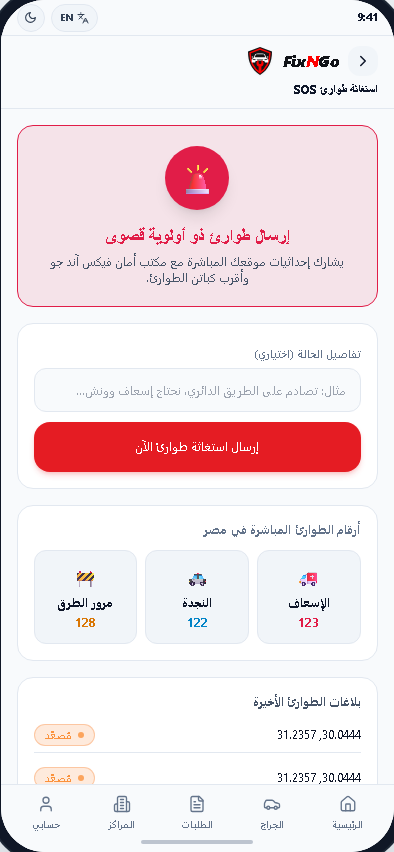 9:41
EN
FixNGo
استغاثة طوارئ SOS
إرسال طوارئ ذو أولوية قصوى
يشارك إحداثيات موقعك المباشرة مع مكتب أمان فيكس آند جو
وأقرب كباتن الطوارئ.
تفاصيل الحالة (اختياري)
مثال: تصادم على الطريق الدائري، نحتاج إسعاف وونش...
إرسال استغاثة طوارئ الآن
أرقام الطوارئ المباشرة في مصر
الإسعاف
123
النجدة
122
مرور الطرق
128
بلاغات الطوارئ الأخيرة
31.2357 ,30.0444
مُصعّد
31.2357 ,30.0444
مُصعّد
الرئيسية
الجراج
الطلبات
المراكز
حسابي